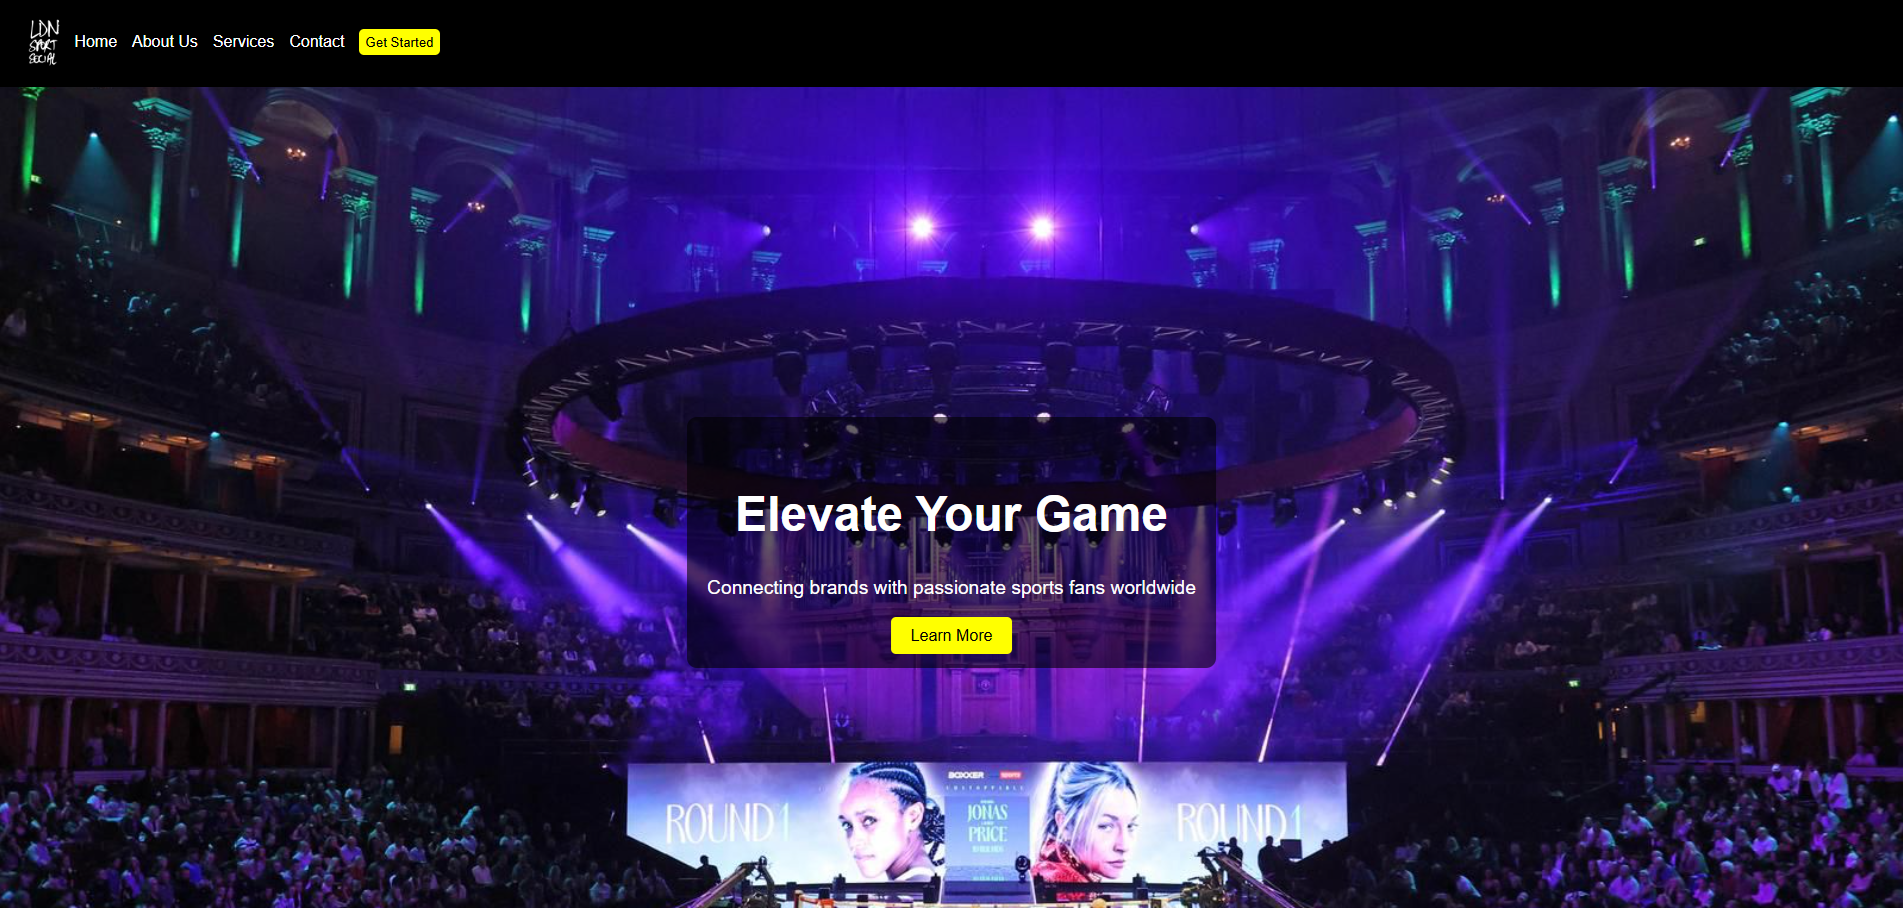 LDN
SPORT
SOCIAL
Home
About Us
Services
Contact
Get Started
Elevate Your Game
Connecting brands with passionate sports fans worldwide
Learn More
BOXXER
UNSTOPPABLE
ROUND 1
JONAS
PRICE
ROUND 1